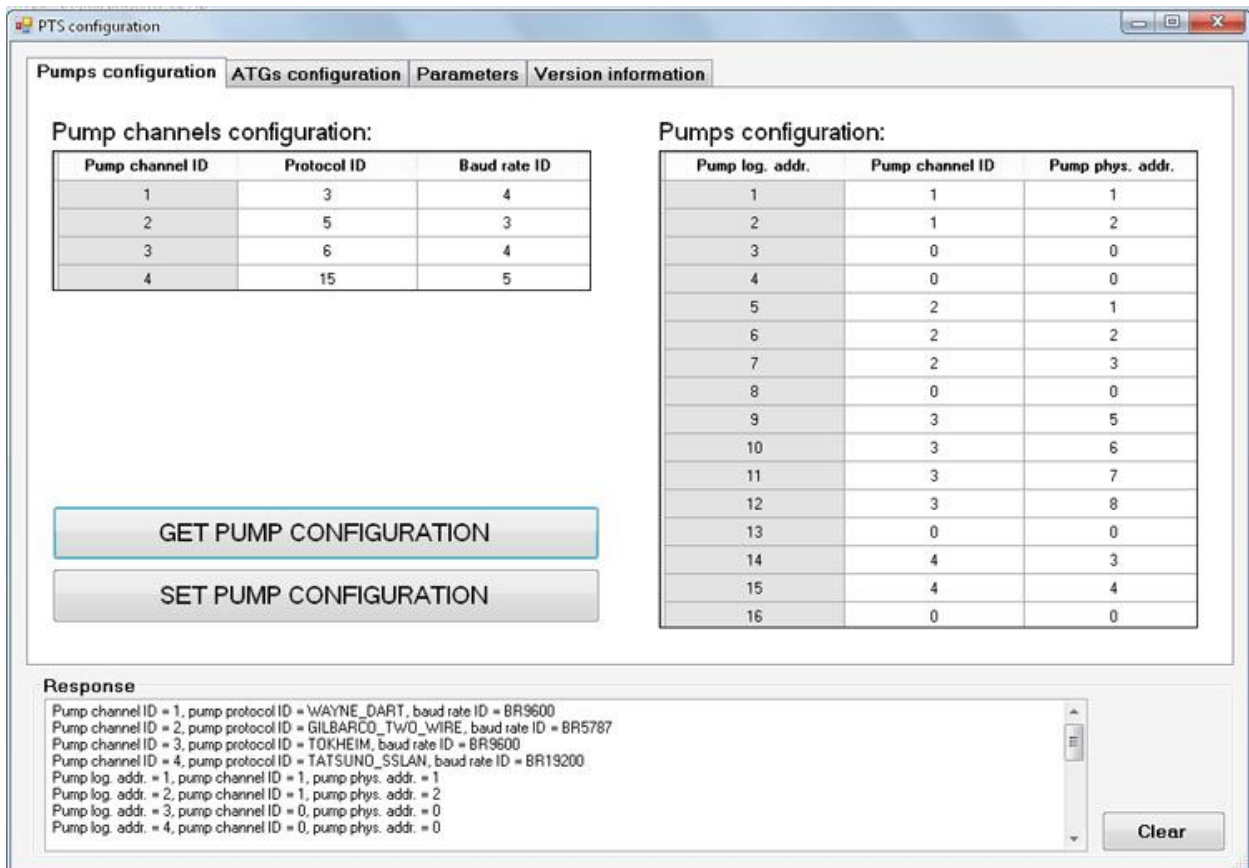 PTS configuration
Pumps configuration ATGs configuration Parameters Version information
Pump channels configuration:
Pump channel ID Protocol ID Baud rate ID
1 3 4
2 5 3
3 6 4
4 15 5
GET PUMP CONFIGURATION
SET PUMP CONFIGURATION
Pumps configuration:
Pump log. addr. Pump channel ID Pump phys. addr.
1 1 1
2 1 2
3 0 0
4 0 0
5 2 1
6 2 2
7 2 3
8 0 0
9 3 5
10 3 6
11 3 7
12 3 8
13 0 0
14 4 3
15 4 4
16 0 0
Response
Pump channel ID = 1, pump protocol ID = WAYNE_DART, baud rate ID = BR9600
Pump channel ID = 2, pump protocol ID = GILBARCO_TWO_WIRE, baud rate ID = BR5787
Pump channel ID = 3, pump protocol ID = TOKHEIM, baud rate ID = BR9600
Pump channel ID = 4, pump protocol ID = TATSUNO_SSLAN, baud rate ID = BR19200
Pump log. addr. = 1, pump channel ID = 1, pump phys. addr. = 1
Pump log. addr. = 2, pump channel ID = 1, pump phys. addr. = 2
Pump log. addr. = 3, pump channel ID = 0, pump phys. addr. = 0
Pump log. addr. = 4, pump channel ID = 0, pump phys. addr. = 0
Clear